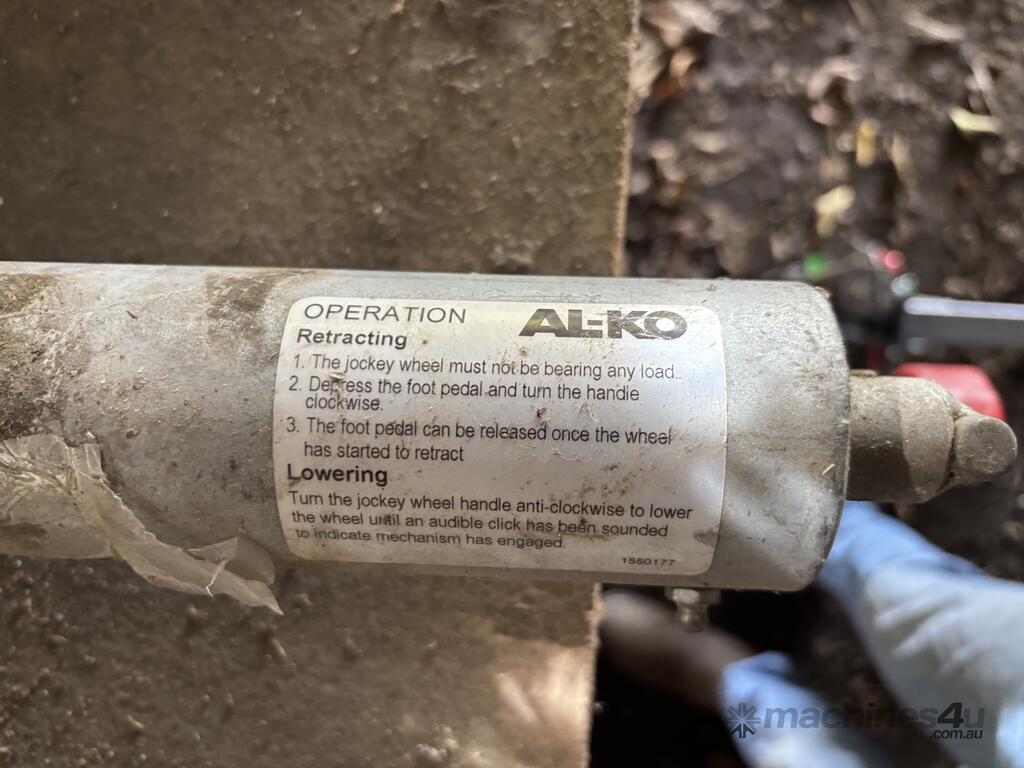 OPERATION AL-KO
Retracting
1. The jockey wheel must not be bearing any load.
2. Depress the foot pedal and turn the handle
clockwise.
3. The foot pedal can be released once the wheel
has started to retract
Lowering
Turn the jockey wheel handle anti-clockwise to lower
the wheel until an audible click has been sounded
to indicate mechanism has engaged.
1550177
machines4u
.com.au